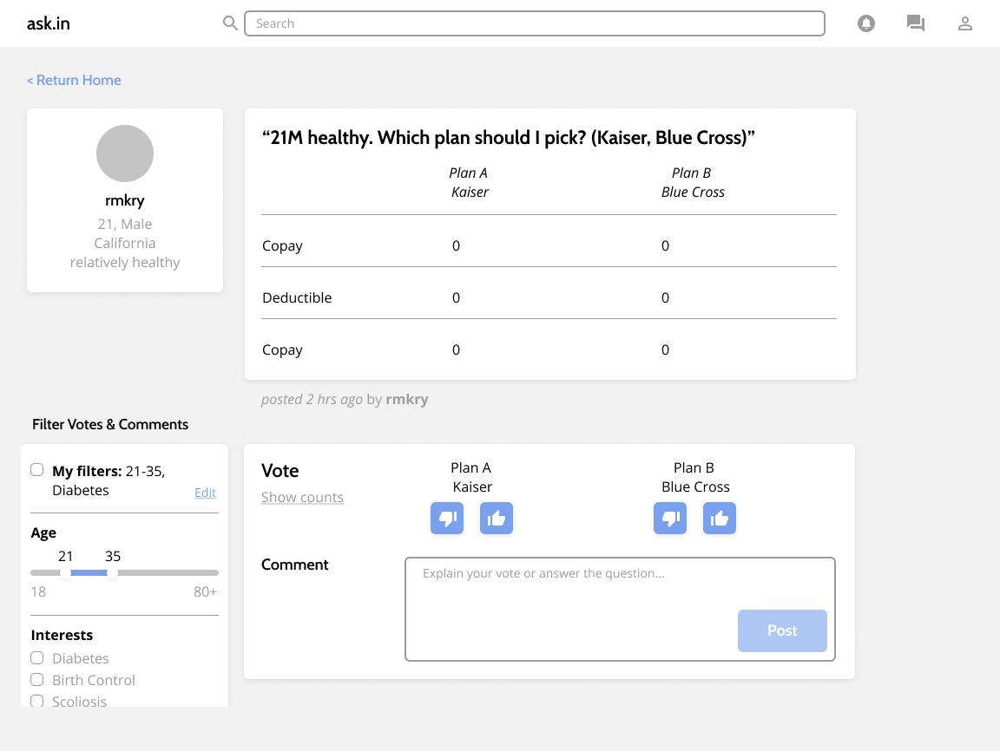 ask.in
Search
< Return Home
rmkry
21, Male
California
relatively healthy
“21M healthy. Which plan should I pick? (Kaiser, Blue Cross)”
Plan A Plan B
Kaiser Blue Cross
Copay 0 0
Deductible 0 0
Copay 0 0
posted 2 hrs ago by rmkry
Filter Votes & Comments
My filters: 21-35,
Diabetes
Edit
Age
21 35
18 80+
Interests
Diabetes
Birth Control
Scoliosis
Vote
Show counts
Plan A Plan B
Kaiser Blue Cross
Comment
Explain your vote or answer the question...
Post